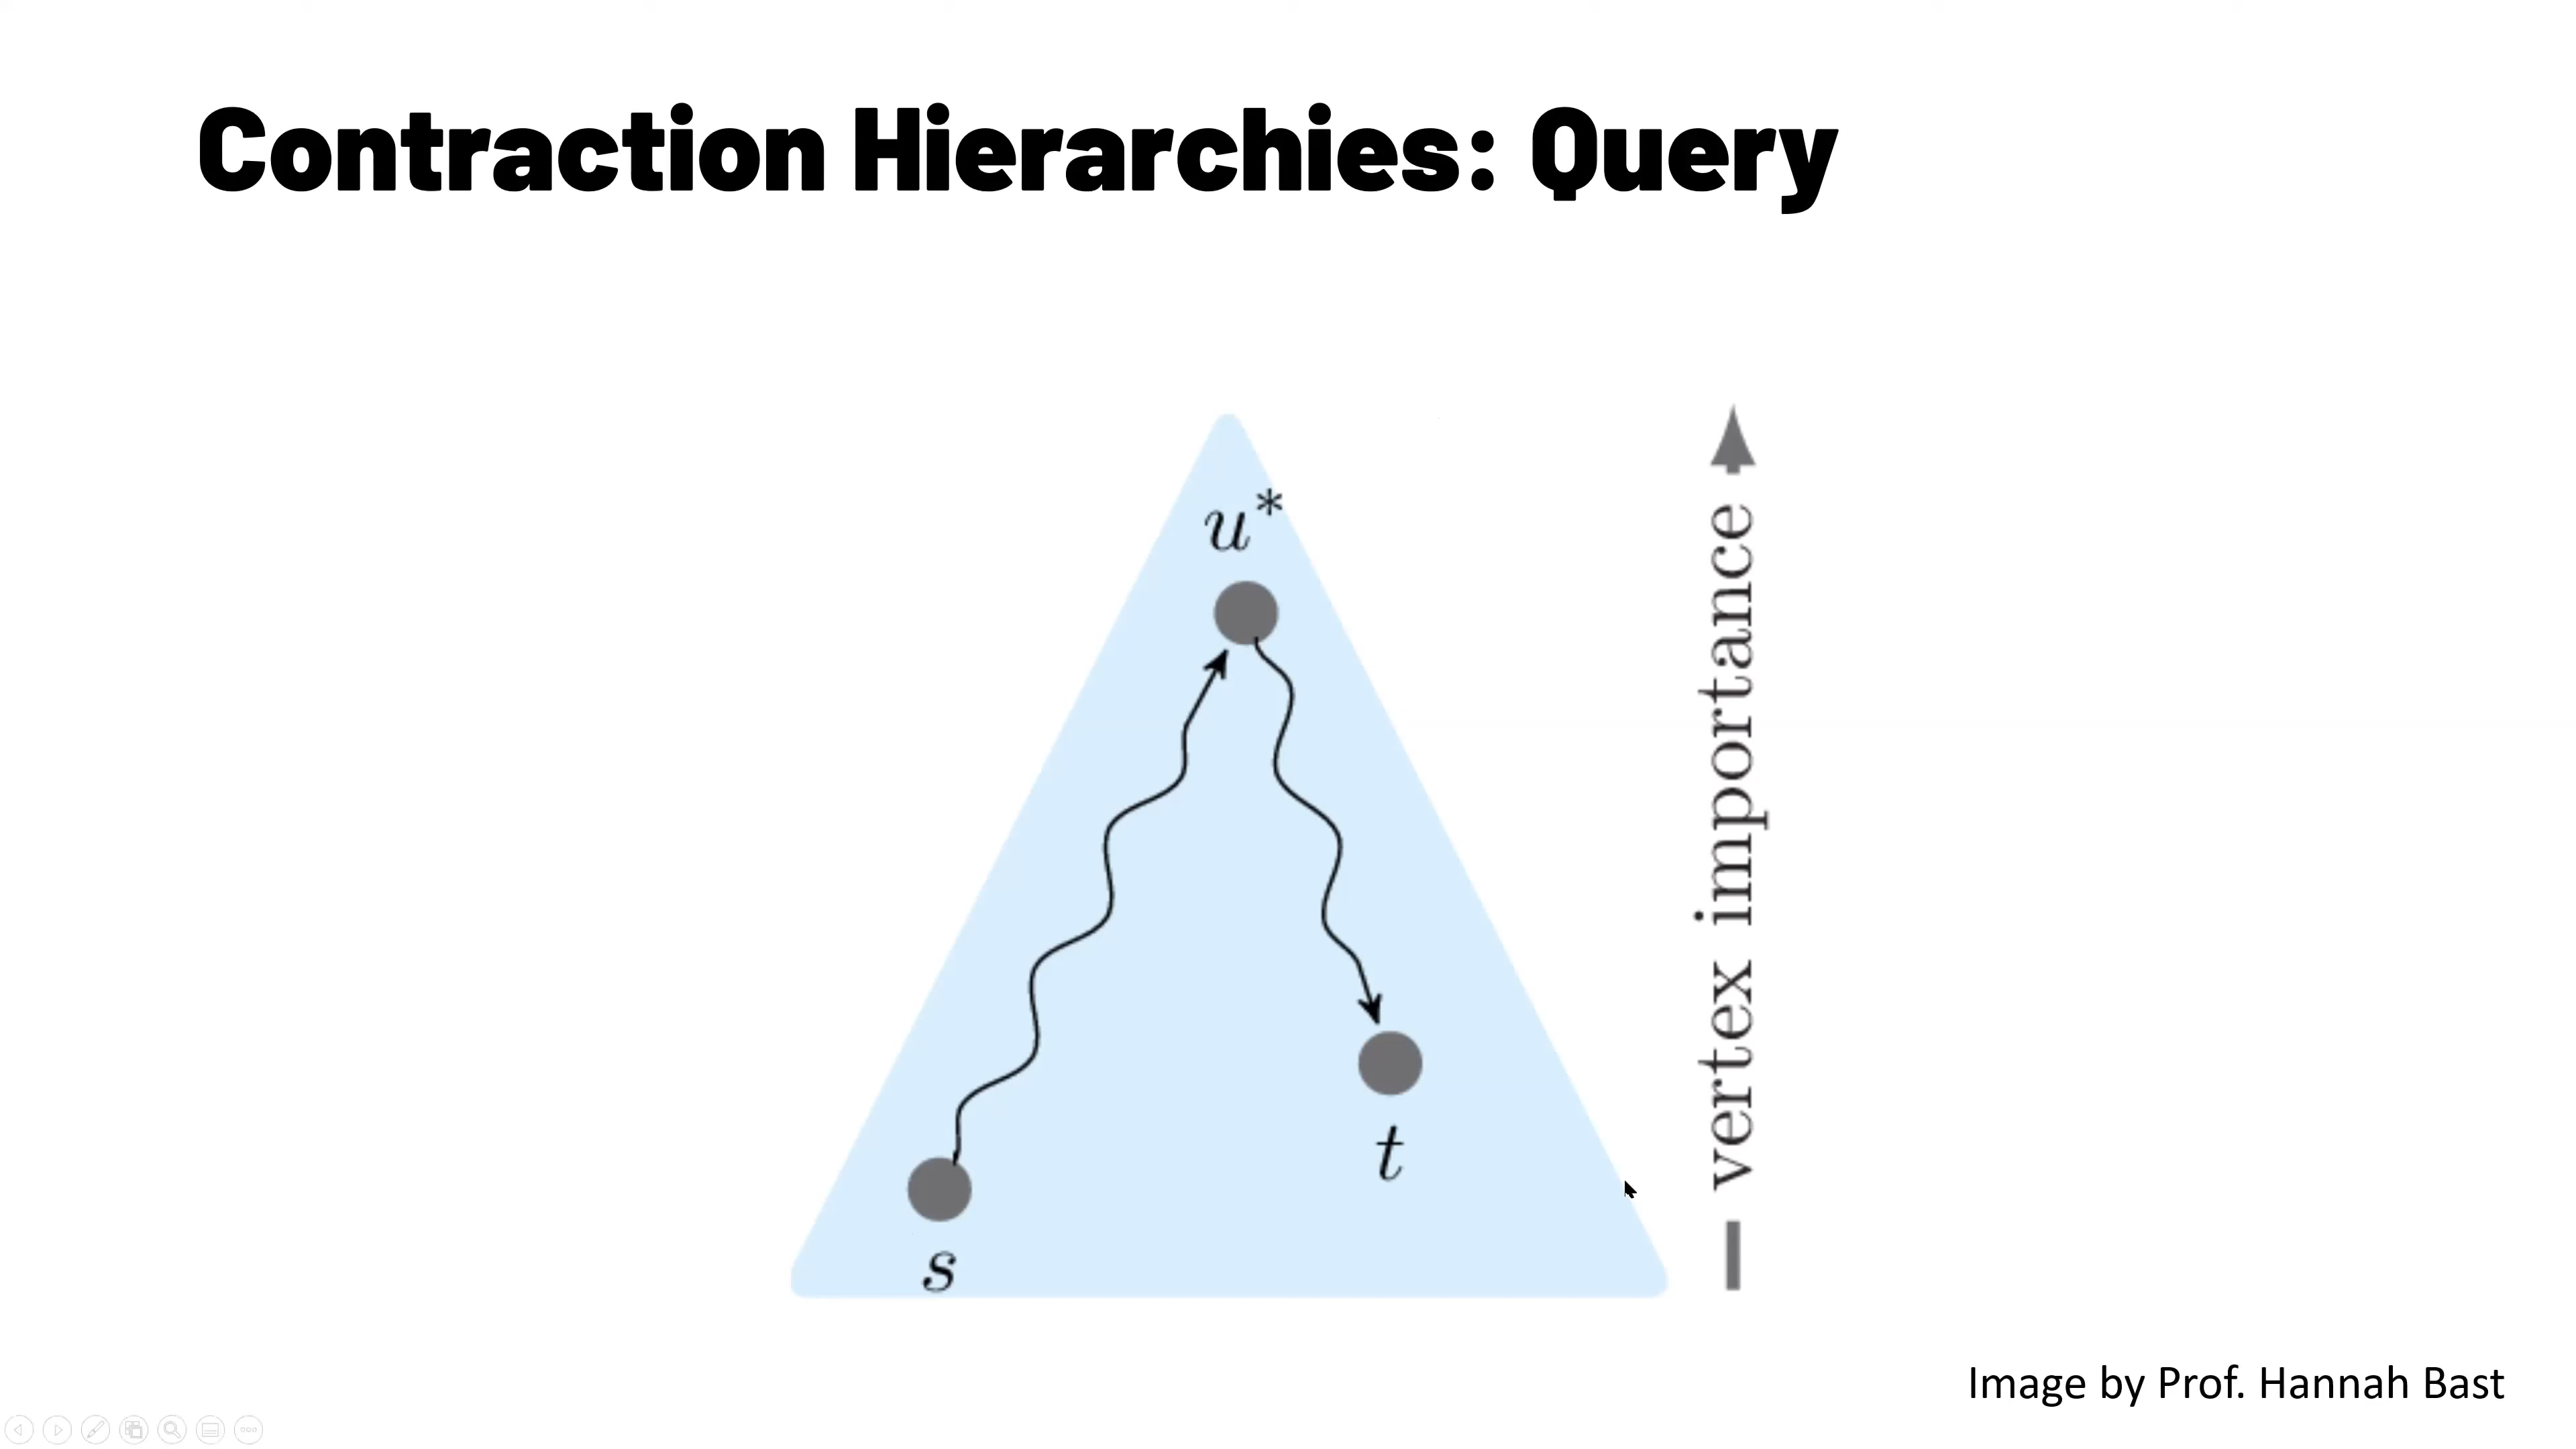 Contraction Hierarchies: Query
u*
vertex importance
t
s
Image by Prof. Hannah Bast